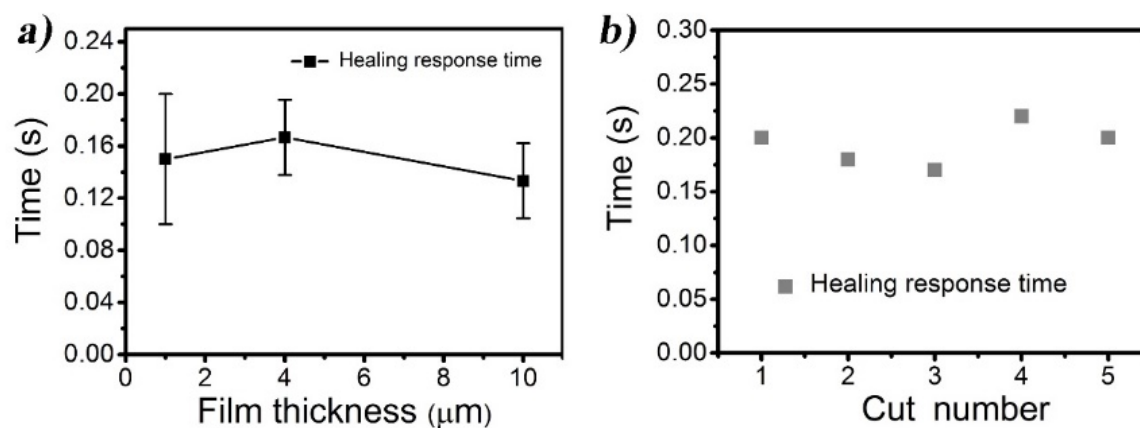 a)
Time (s)
0.24
0.20
0.16
0.12
0.08
0.04
0.00
Healing response time
0 2 4 6 8 10
Film thickness (μm)
b)
Time (s)
0.30
0.25
0.20
0.15
0.10
0.05
0.00
Healing response time
1 2 3 4 5
Cut number